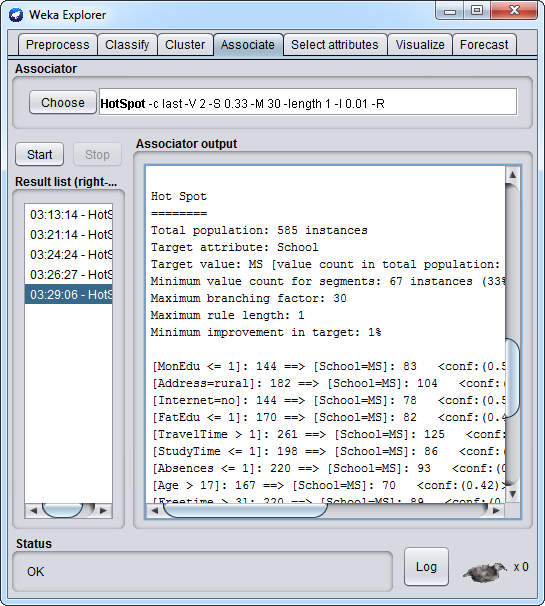 Weka Explorer
Preprocess Classify Cluster Associate Select attributes Visualize Forecast
Associator
Choose HotSpot -c last -V 2 -S 0.33 -M 30 -length 1 -I 0.01 -R
Start Stop
Result list (right-...
03:13:14 - HotS
03:21:14 - HotS
03:24:24 - HotS
03:26:27 - HotS
03:29:06 - HotS
Associator output
Hot Spot
========
Total population: 585 instances
Target attribute: School
Target value: MS [value count in total population:
Minimum value count for segments: 67 instances (33%
Maximum branching factor: 30
Maximum rule length: 1
Minimum improvement in target: 1%
[MonEdu <= 1]: 144 ==> [School=MS]: 83 <conf:(0.5
[Address=rural]: 182 ==> [School=MS]: 104 <conf:(
[Internet=no]: 144 ==> [School=MS]: 78 <conf:(0.5
[FatEdu <= 1]: 170 ==> [School=MS]: 82 <conf:(0.4
[TravelTime > 1]: 261 ==> [School=MS]: 125 <conf:
[StudyTime <= 1]: 198 ==> [School=MS]: 86 <conf:(
[Absences <= 1]: 220 ==> [School=MS]: 93 <conf:(0
[Age > 17]: 167 ==> [School=MS]: 70 <conf:(0.42)>
[Freetime > 3]: 220 ==> [School=MS]: 89 <conf:(0.
Status
OK
Log
x 0